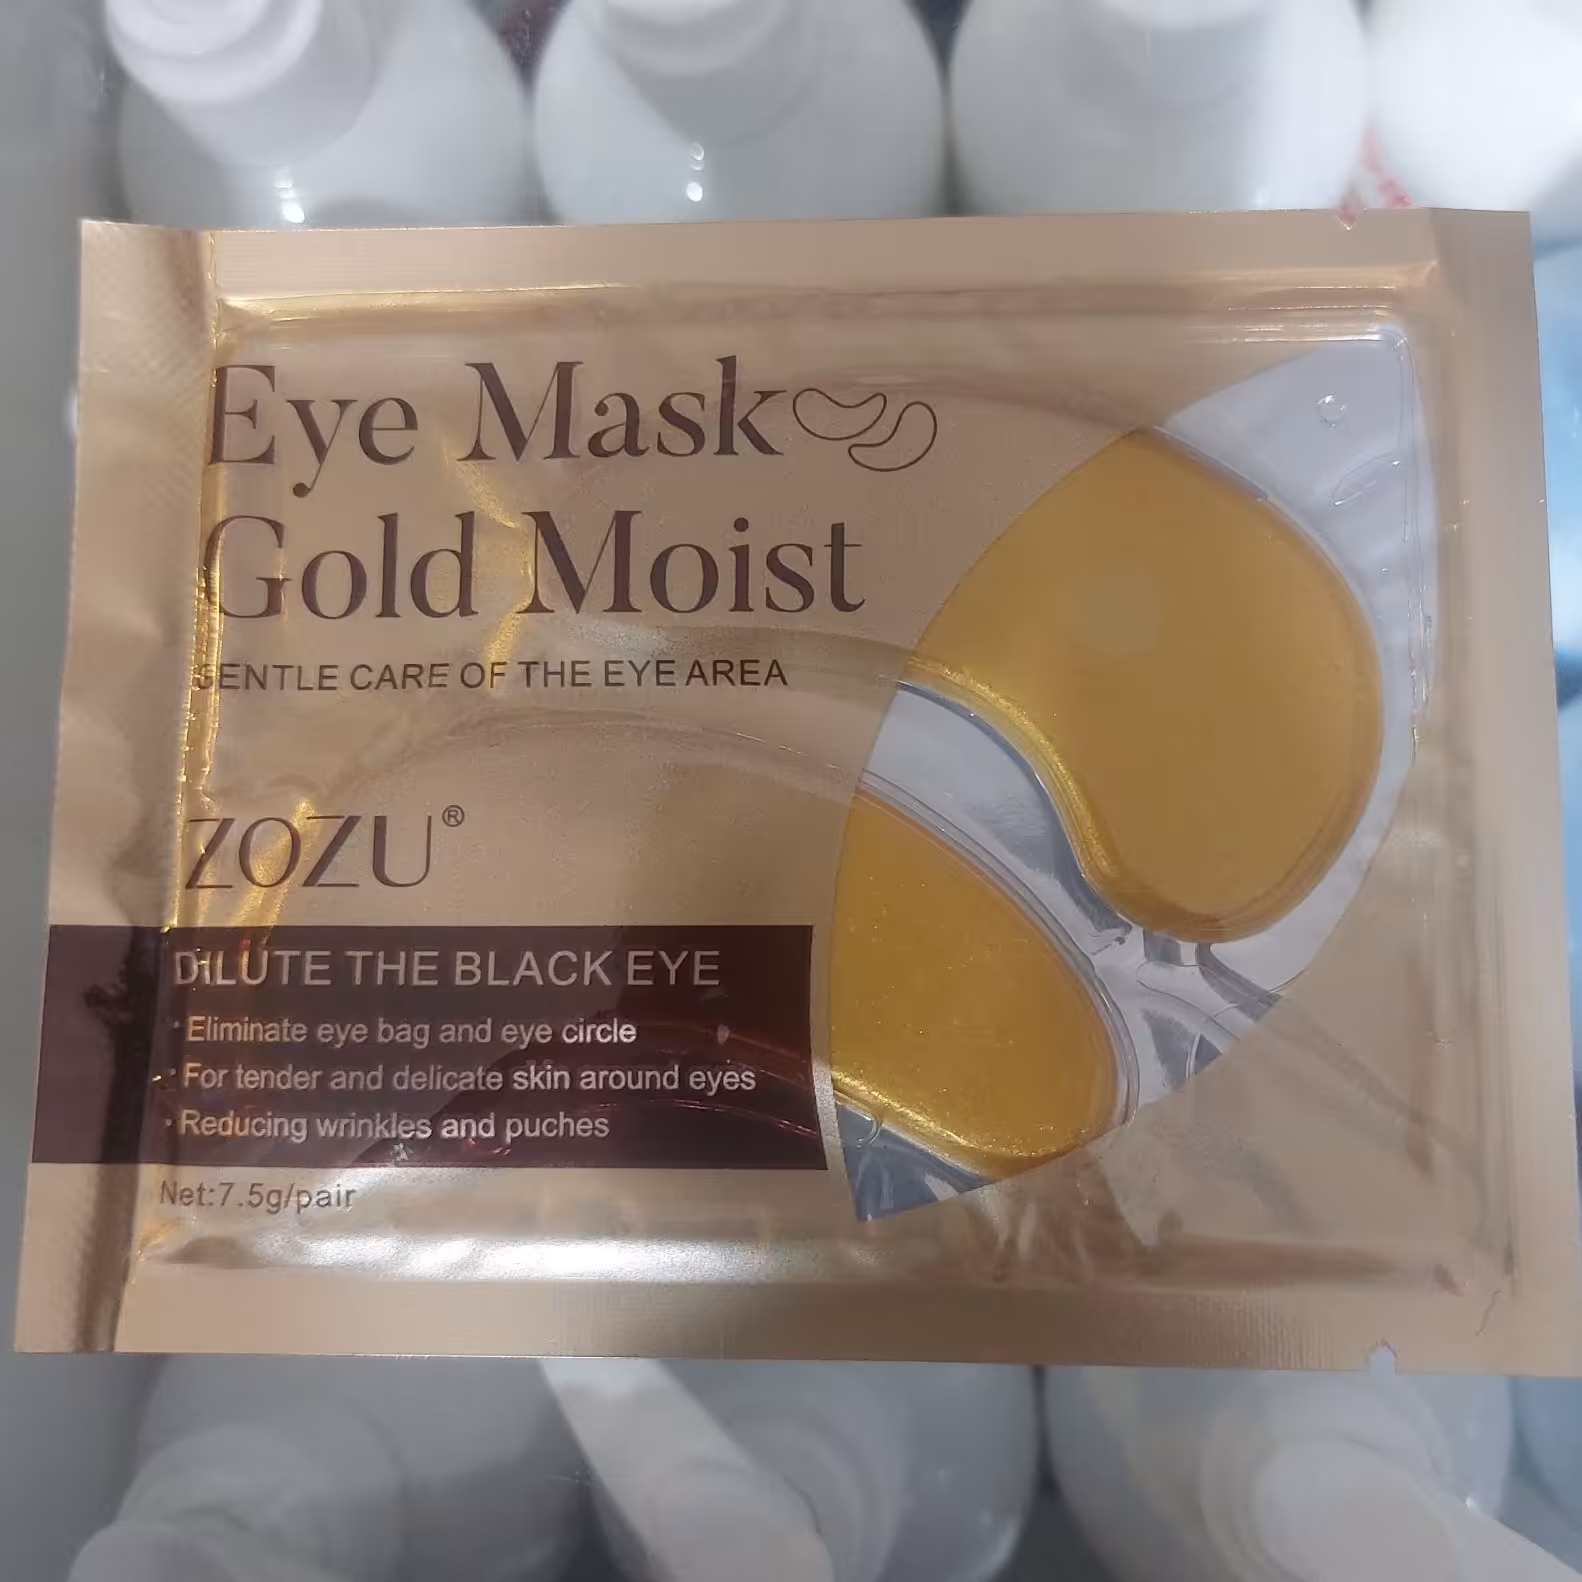 Eye Mask
Gold Moist
GENTLE CARE OF THE EYE AREA
ZOZU®
DILUTE THE BLACK EYE
· Eliminate eye bag and eye circle
· For tender and delicate skin around eyes
· Reducing wrinkles and puches
Net:7.5g/pair